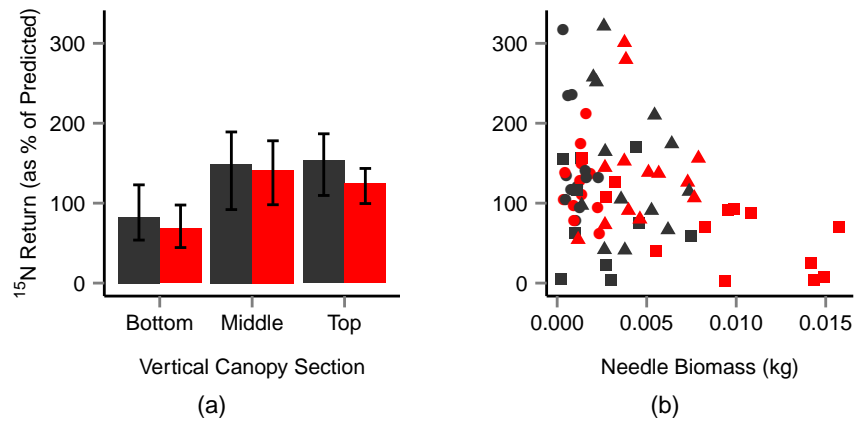 ¹⁵N Return (as % of Predicted)
300
200
100
0
Bottom Middle Top
Vertical Canopy Section
(a)
300
200
100
0
0.000 0.005 0.010 0.015
Needle Biomass (kg)
(b)